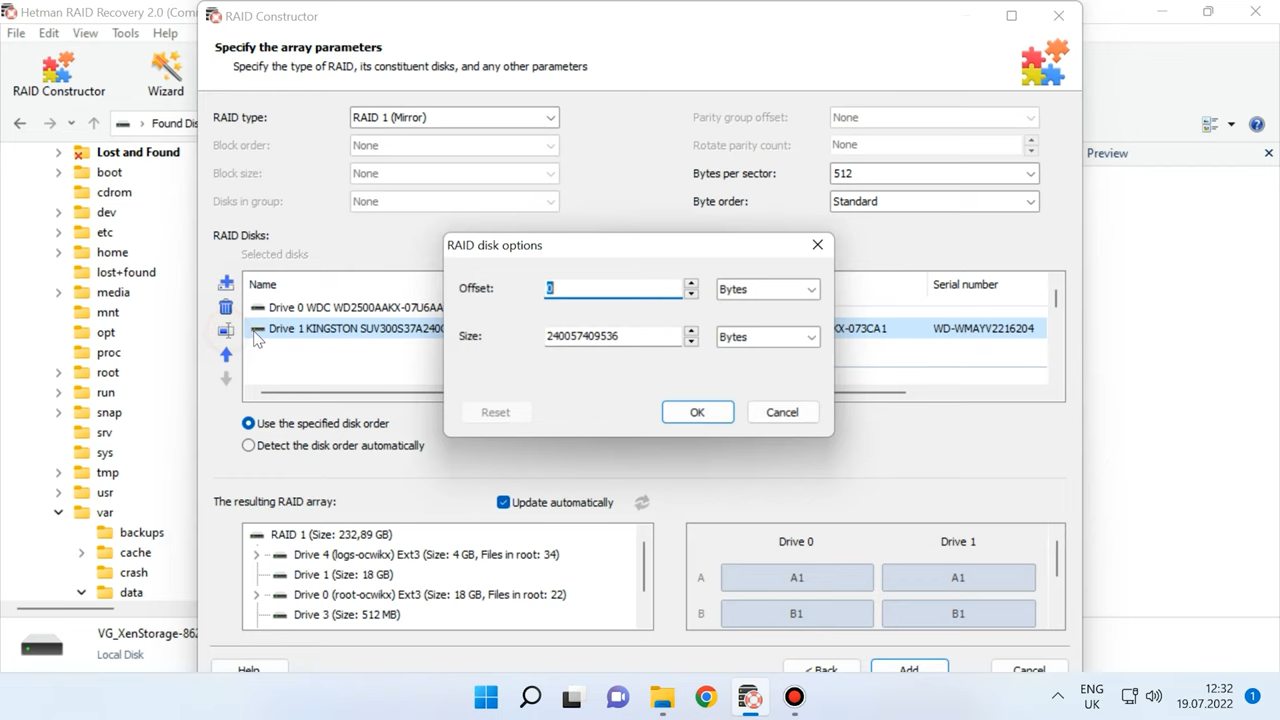 Hetman RAID Recovery 2.0 (Com
File Edit View Tools Help
RAID Constructor
Wizard
Found Dis
Lost and Found
boot
cdrom
dev
etc
home
lost+found
media
mnt
opt
proc
root
run
snap
srv
sys
tmp
usr
var
backups
cache
crash
data
VG_XenStorage-862
Local Disk
RAID Constructor
Specify the array parameters
Specify the type of RAID, its constituent disks, and any other parameters
RAID type: RAID 1 (Mirror)
Block order: None
Block size: None
Disks in group: None
Parity group offset: None
Rotate parity count: None
Bytes per sector: 512
Byte order: Standard
RAID Disks:
Selected disks
Name Serial number
Drive 0 WDC WD2500AAKX-07U6AA
Drive 1 KINGSTON SUV300S37A240G KX-073CA1 WD-WMAYV2216204
RAID disk options
Offset: 0 Bytes
Size: 240057409536 Bytes
Reset OK Cancel
Use the specified disk order
Detect the disk order automatically
The resulting RAID array: Update automatically
RAID 1 (Size: 232,89 GB)
Drive 4 (logs-ocwikx) Ext3 (Size: 4 GB, Files in root: 34)
Drive 1 (Size: 18 GB)
Drive 0 (root-ocwikx) Ext3 (Size: 18 GB, Files in root: 22)
Drive 3 (Size: 512 MB)
Drive 0 Drive 1
A A1 A1
B B1 B1
Help < Back Add Cancel
Preview
ENG
UK
12:32
19.07.2022
1